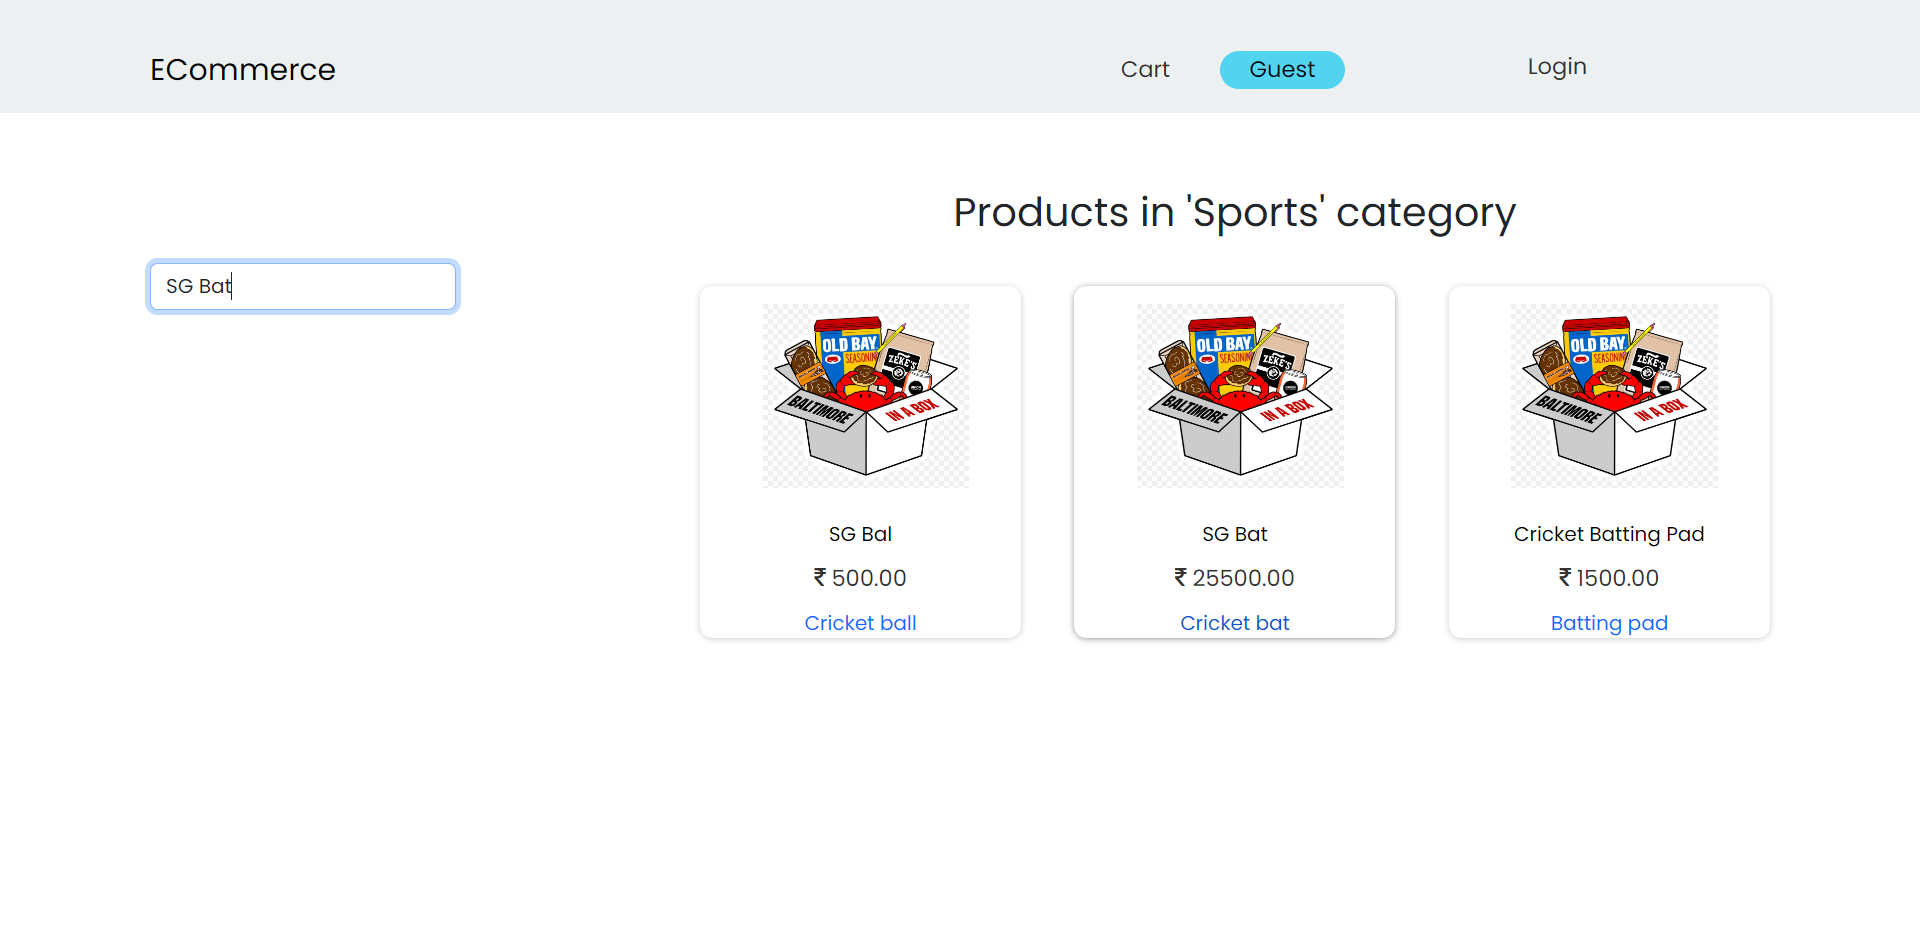 ECommerce
Cart
Guest
Login
Products in 'Sports' category
SG Bat
OLD BAY
SEASONING
ZEKE'S
BALTIMORE
IN A BOX
SG Bal
₹ 500.00
Cricket ball
OLD BAY
SEASONING
ZEKE'S
BALTIMORE
IN A BOX
SG Bat
₹ 25500.00
Cricket bat
OLD BAY
SEASONING
ZEKE'S
BALTIMORE
IN A BOX
Cricket Batting Pad
₹ 1500.00
Batting pad